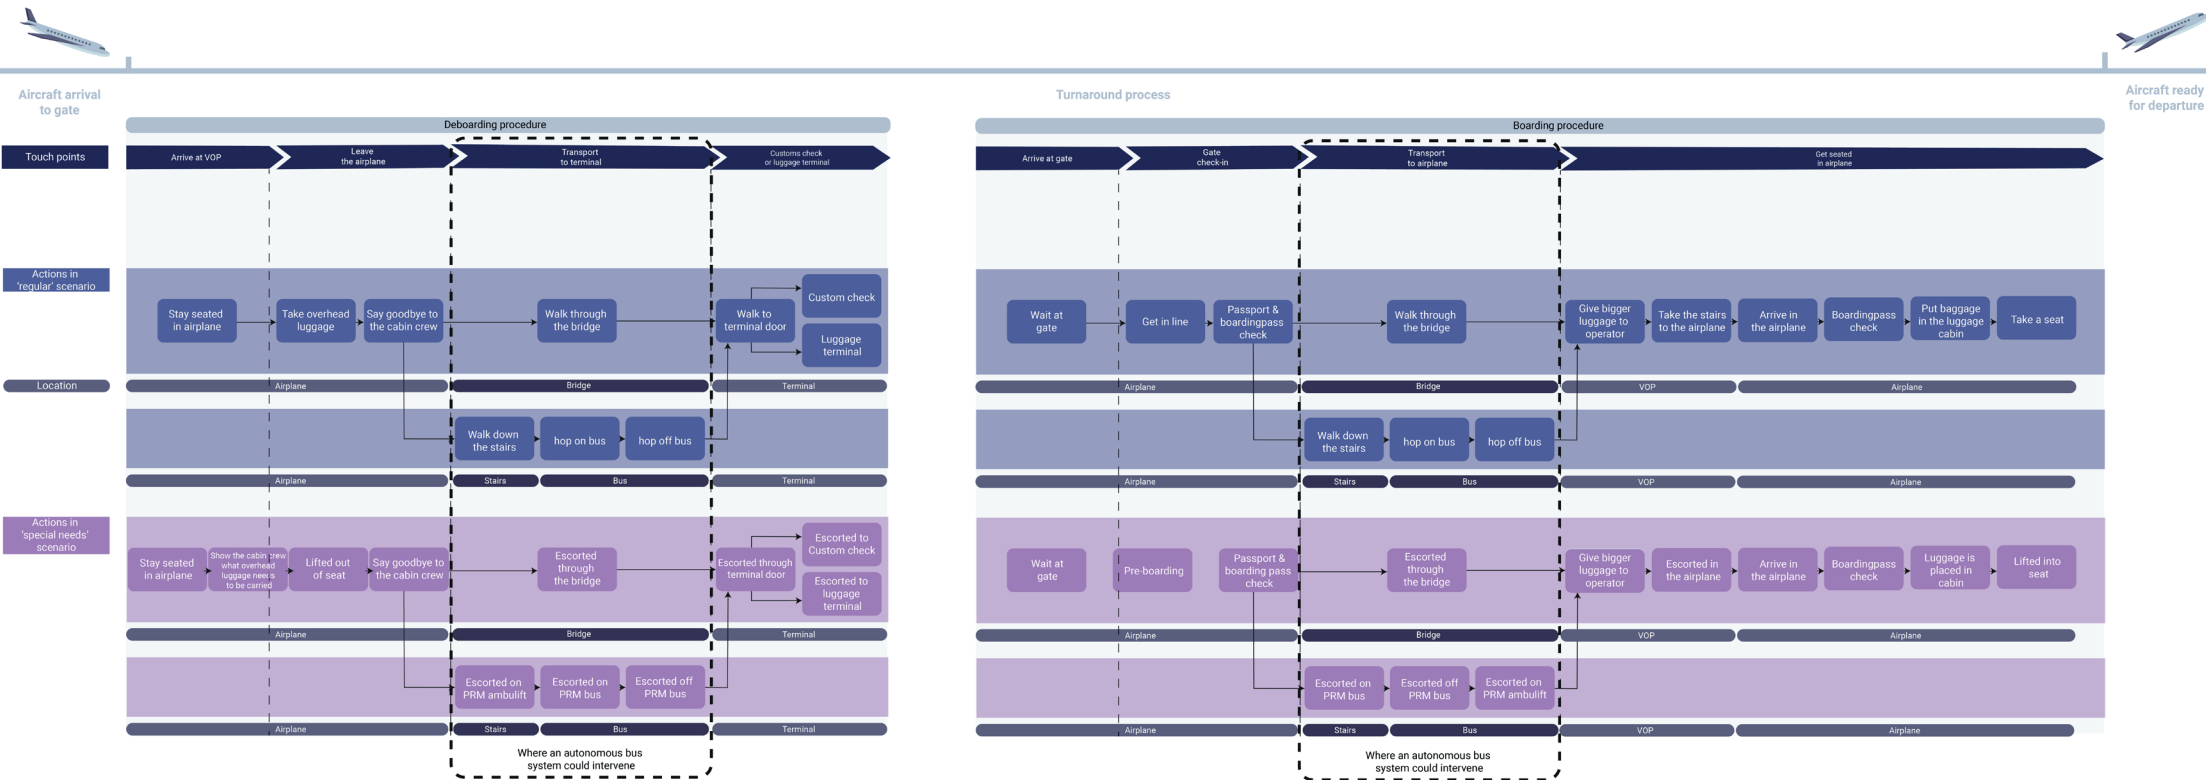 Aircraft arrival
to gate
Turnaround process
Aircraft ready
for departure
Deboarding procedure
Boarding procedure
Touch points
Arrive at VOP
Leave
the airplane
Transport
to terminal
Customs check
or luggage terminal
Arrive at gate
Gate
check-in
Transport
to airplane
Get seated
in airplane
Actions in
'regular' scenario
Stay seated
in airplane
Take overhead
luggage
Say goodbye to
the cabin crew
Walk through
the bridge
Walk to
terminal door
Custom check
Luggage
terminal
Wait at
gate
Get in line
Passport &
boardingpass
check
Walk through
the bridge
Give bigger
luggage to
operator
Take the stairs
to the airplane
Arrive in
the airplane
Boardingpass
check
Put baggage
in the luggage
cabin
Take a seat
Location
Airplane
Bridge
Terminal
Airplane
Bridge
VOP
Airplane
Walk down
the stairs
hop on bus
hop off bus
Walk down
the stairs
hop on bus
hop off bus
Airplane
Stairs
Bus
Terminal
Airplane
Stairs
Bus
VOP
Airplane
Actions in
'special needs'
scenario
Stay seated
in airplane
Show the cabin crew
what overhead
luggage needs
to be carried
Lifted out
of seat
Say goodbye to
the cabin crew
Escorted
through
the bridge
Escorted through
terminal door
Escorted to
Custom check
Escorted to
luggage
terminal
Wait at
gate
Pre-boarding
Passport &
boarding pass
check
Escorted
through
the bridge
Give bigger
luggage to
operator
Escorted in
the airplane
Arrive in
the airplane
Boardingpass
check
Luggage is
placed in
cabin
Lifted into
seat
Airplane
Bridge
Terminal
Airplane
Bridge
VOP
Airplane
Escorted on
PRM ambulift
Escorted on
PRM bus
Escorted off
PRM bus
Escorted on
PRM bus
Escorted off
PRM bus
Escorted on
PRM ambulift
Airplane
Stairs
Bus
Terminal
Airplane
Stairs
Bus
VOP
Airplane
Where an autonomous bus
system could intervene
Where an autonomous bus
system could intervene